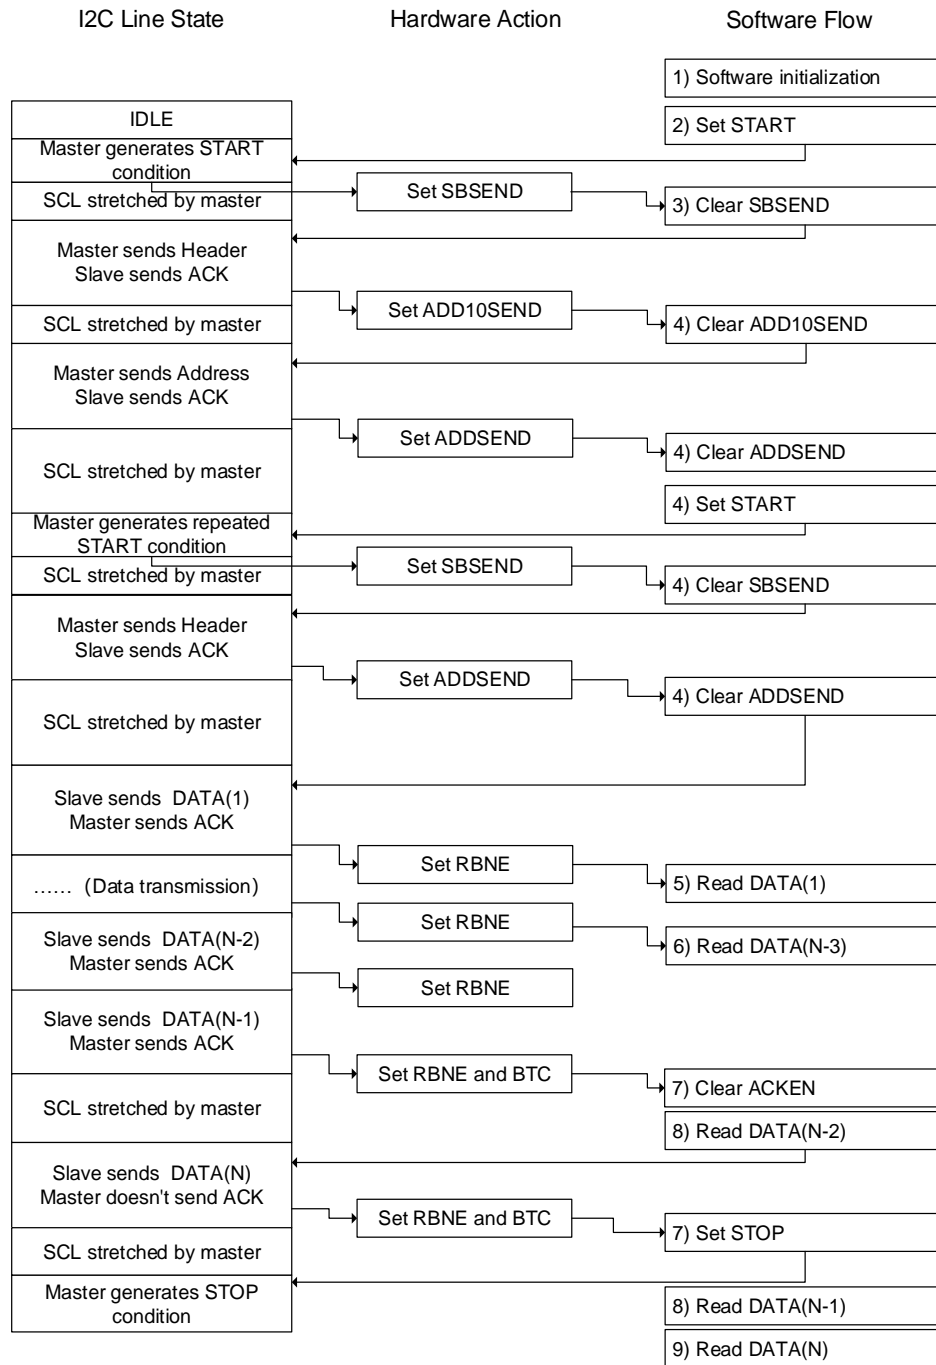 I2C Line State
Hardware Action
Software Flow
1) Software initialization
IDLE
2) Set START
Master generates START
condition
Set SBSEND
SCL stretched by master
3) Clear SBSEND
Master sends Header
Slave sends ACK
Set ADD10SEND
SCL stretched by master
4) Clear ADD10SEND
Master sends Address
Slave sends ACK
Set ADDSEND
4) Clear ADDSEND
SCL stretched by master
4) Set START
Master generates repeated
START condition
Set SBSEND
SCL stretched by master
4) Clear SBSEND
Master sends Header
Slave sends ACK
Set ADDSEND
4) Clear ADDSEND
SCL stretched by master
Slave sends DATA(1)
Master sends ACK
Set RBNE
5) Read DATA(1)
…… (Data transmission)
Set RBNE
6) Read DATA(N-3)
Slave sends DATA(N-2)
Master sends ACK
Set RBNE
Slave sends DATA(N-1)
Master sends ACK
Set RBNE and BTC
7) Clear ACKEN
SCL stretched by master
8) Read DATA(N-2)
Slave sends DATA(N)
Master doesn't send ACK
Set RBNE and BTC
7) Set STOP
SCL stretched by master
Master generates STOP
condition
8) Read DATA(N-1)
9) Read DATA(N)